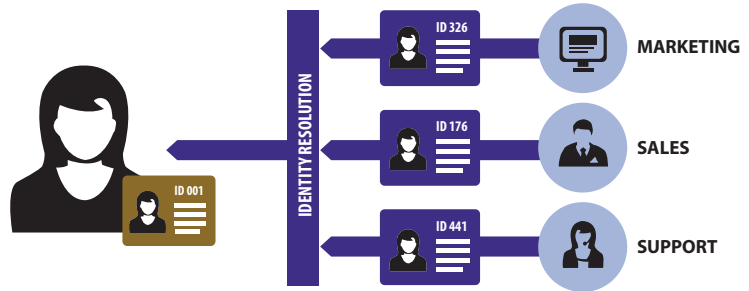 ID 326
MARKETING
IDENTITY RESOLUTION
ID 176
SALES
ID 001
ID 441
SUPPORT